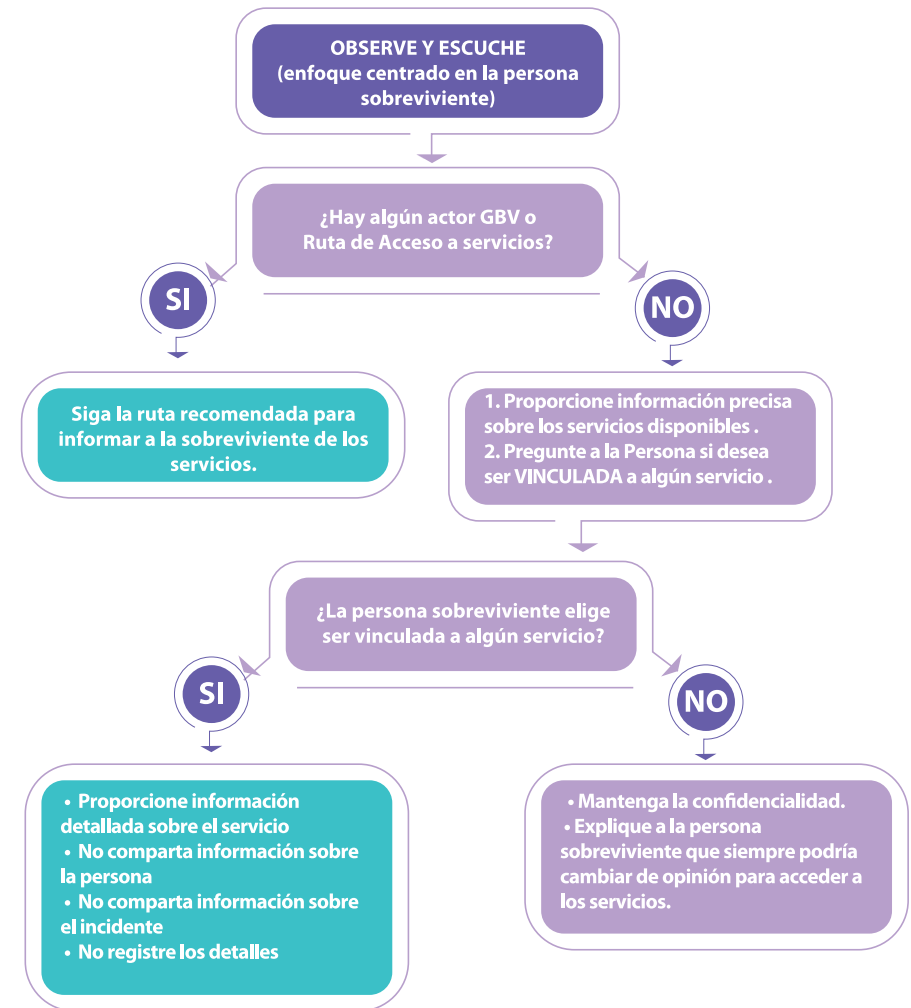 OBSERVE Y ESCUCHE
(enfoque centrado en la persona
sobreviviente)
¿Hay algún actor GBV o
Ruta de Acceso a servicios?
SI
NO
Siga la ruta recomendada para
informar a la sobreviviente de los
servicios.
1. Proporcione información precisa
sobre los servicios disponibles .
2. Pregunte a la Persona si desea
ser VINCULADA a algún servicio .
¿La persona sobreviviente elige
ser vinculada a algún servicio?
SI
NO
• Proporcione información
detallada sobre el servicio
• No comparta información sobre
la persona
• No comparta información sobre
el incidente
• No registre los detalles
• Mantenga la confidencialidad.
• Explique a la persona
sobreviviente que siempre podría
cambiar de opinión para acceder a
los servicios.